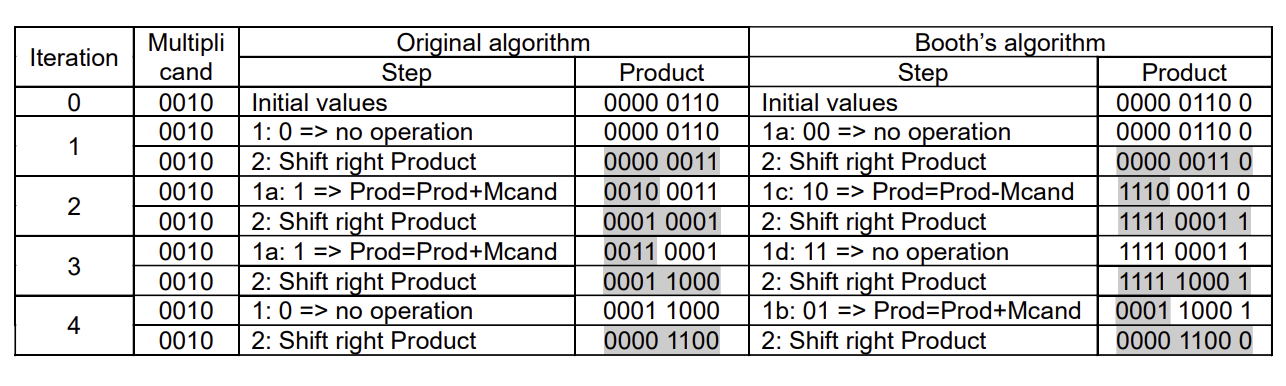 Iteration Multipli cand Original algorithm Booth’s algorithm
Step Product Step Product
0 0010 Initial values 0000 0110 Initial values 0000 0110 0
1 0010 1: 0 => no operation 0000 0110 1a: 00 => no operation 0000 0110 0
0010 2: Shift right Product 0000 0011 2: Shift right Product 0000 0011 0
2 0010 1a: 1 => Prod=Prod+Mcand 0010 0011 1c: 10 => Prod=Prod-Mcand 1110 0011 0
0010 2: Shift right Product 0001 0001 2: Shift right Product 1111 0001 1
3 0010 1a: 1 => Prod=Prod+Mcand 0011 0001 1d: 11 => no operation 1111 0001 1
0010 2: Shift right Product 0001 1000 2: Shift right Product 1111 1000 1
4 0010 1: 0 => no operation 0001 1000 1b: 01 => Prod=Prod+Mcand 0001 1000 1
0010 2: Shift right Product 0000 1100 2: Shift right Product 0000 1100 0